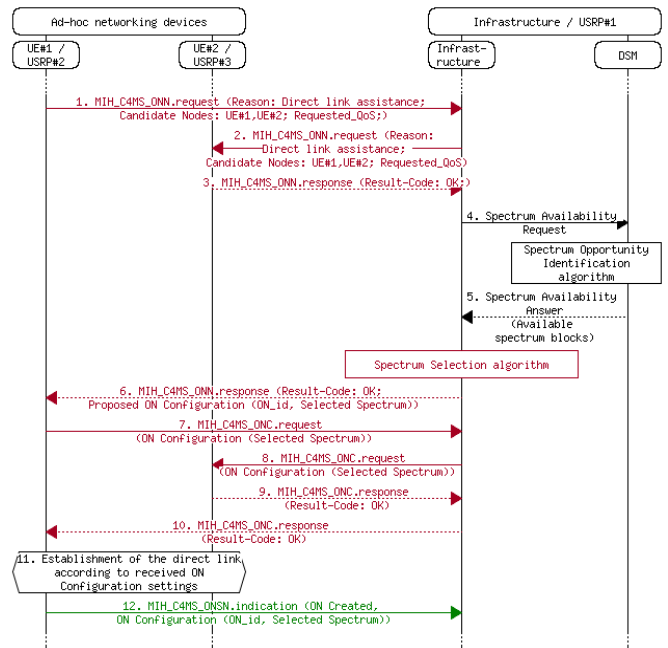 Ad-hoc networking devices
Infrastructure / USRP#1
UE#1 /
USRP#2
UE#2 /
USRP#3
Infrast-
ructure
DSM
1. MIH_C4MS_ONN.request (Reason: Direct link assistance;
Candidate Nodes: UE#1,UE#2; Requested_QoS;)
2. MIH_C4MS_ONN.request (Reason:
Direct link assistance;
Candidate Nodes: UE#1,UE#2; Requested_QoS)
3. MIH_C4MS_ONN.response (Result-Code: OK;)
4. Spectrum Availability
Request
Spectrum Opportunity
Identification
algorithm
5. Spectrum Availability
Answer
(Available
spectrum blocks)
Spectrum Selection algorithm
6. MIH_C4MS_ONN.response (Result-Code: OK;
Proposed ON Configuration (ON_id, Selected Spectrum))
7. MIH_C4MS_ONC.request
(ON Configuration (Selected Spectrum))
8. MIH_C4MS_ONC.request
(ON Configuration (Selected Spectrum))
9. MIH_C4MS_ONC.response
(Result-Code: OK)
10. MIH_C4MS_ONC.response
(Result-Code: OK)
11. Establishment of the direct link
according to received ON
Configuration settings
12. MIH_C4MS_ONSN.indication (ON Created,
ON Configuration (ON_id, Selected Spectrum))